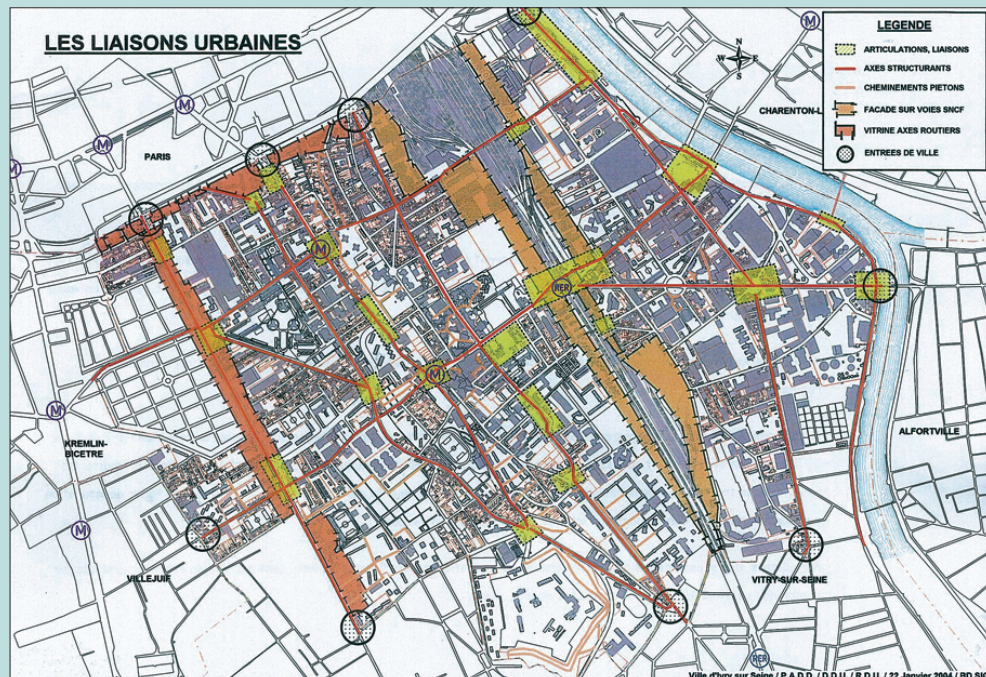 LES LIAISONS URBAINES
LEGENDE
ARTICULATIONS, LIAISONS
AXES STRUCTURANTS
CHEMINEMENTS PIETONS
FACADE SUR VOIES SNCF
VITRINE AXES ROUTIERS
ENTREES DE VILLE
N
W E
S
M
CHARENTON-L
M
M
PARIS
M
M
RER
M
M
KREMLIN-
BICETRE
ALFORTVILLE
M
VILLEJUIF
VITRY-SUR-SEINE
RER
Ville d'Ivry sur Seine / P.A.D.D. / D.D.U. / R.D.U. / 22 Janvier 2004 / BD SIG